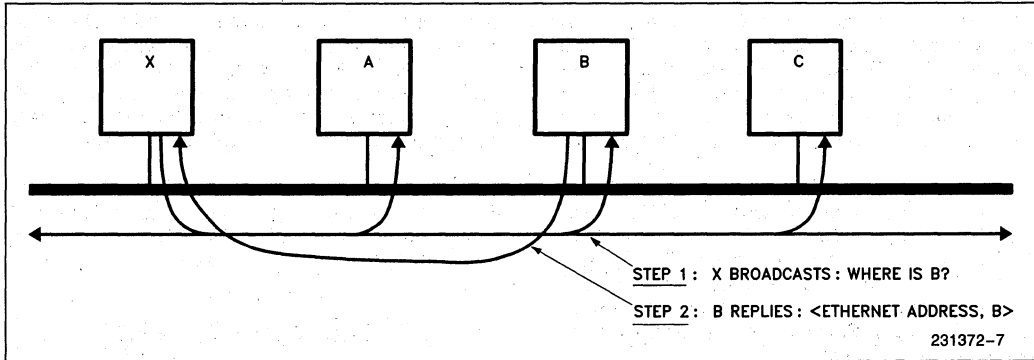 X
A
B
C
STEP 1: X BROADCASTS: WHERE IS B?
STEP 2: B REPLIES: <ETHERNET ADDRESS, B>
231372-7